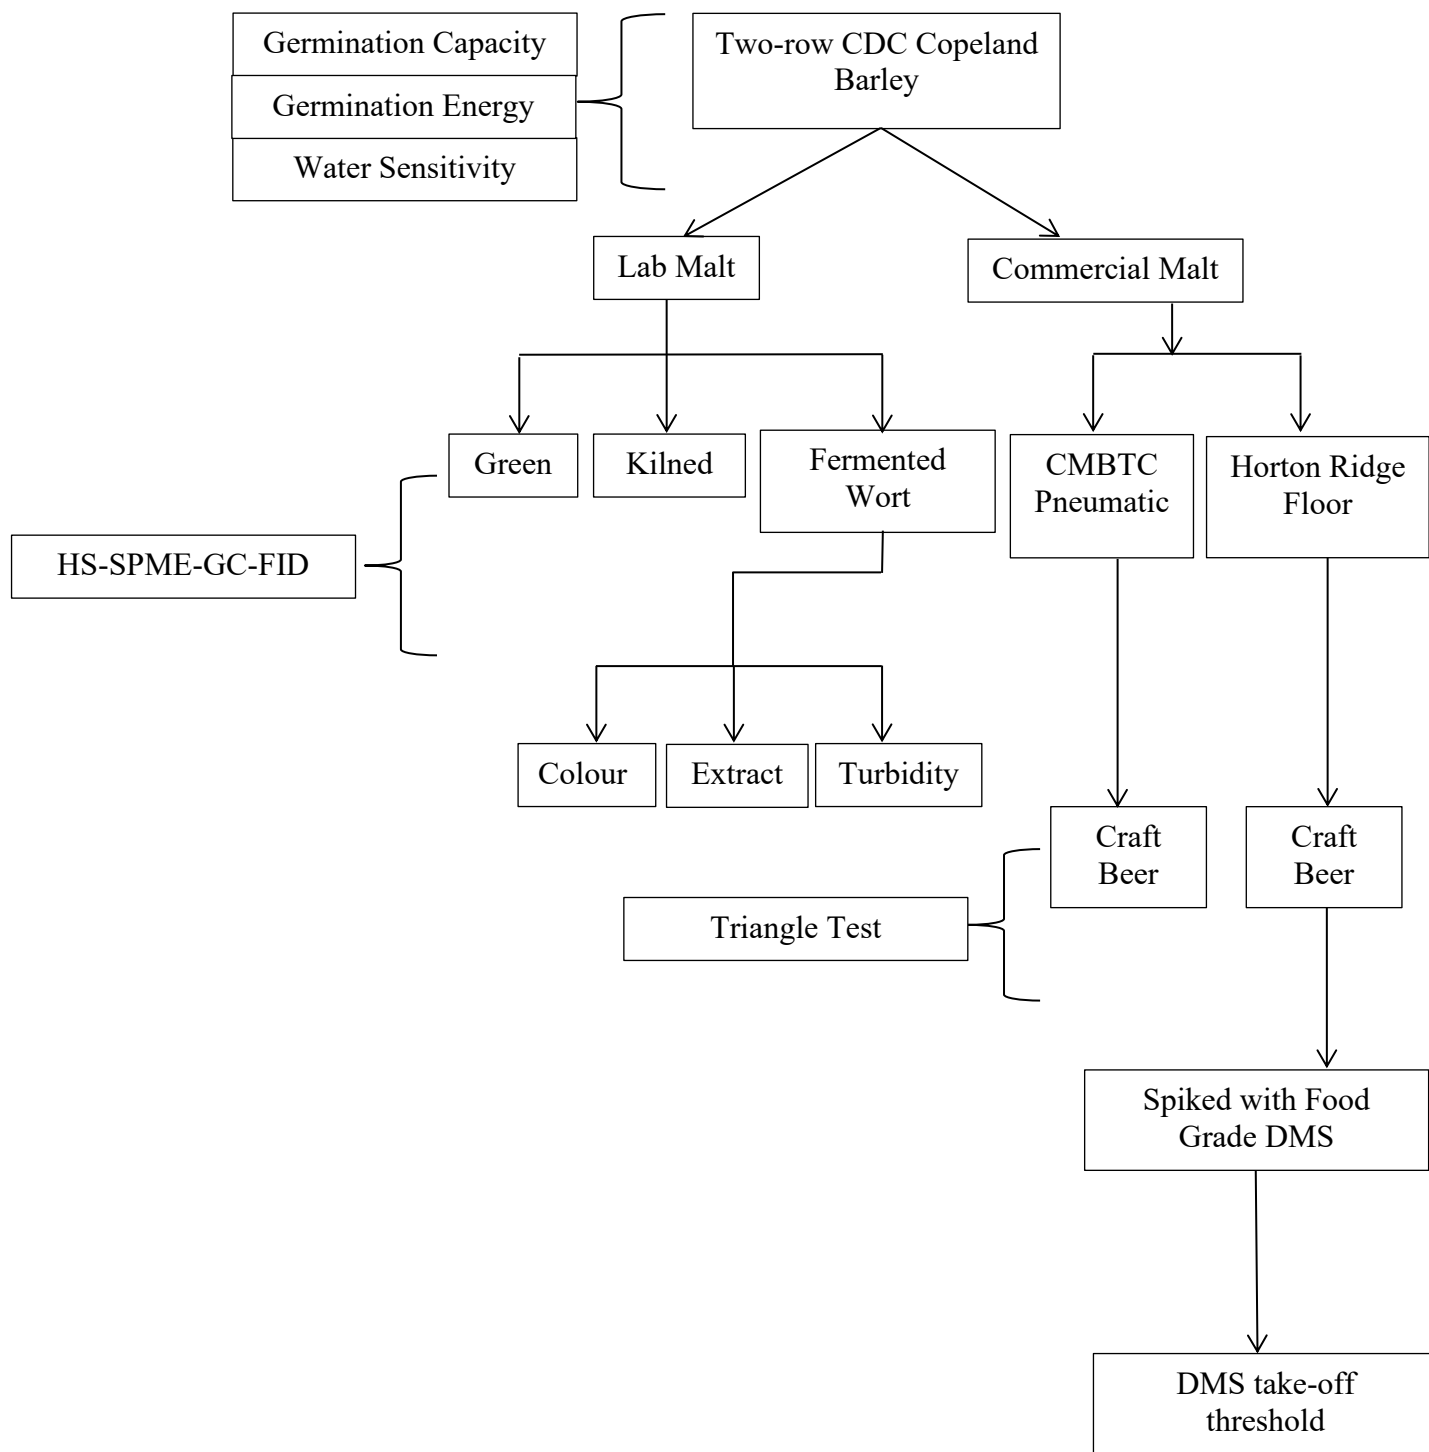 Germination Capacity
Germination Energy
Water Sensitivity
Two-row CDC Copeland
Barley
Lab Malt
Commercial Malt
Green
Kilned
Fermented
Wort
CMBTC
Pneumatic
Horton Ridge
Floor
HS-SPME-GC-FID
Colour
Extract
Turbidity
Craft
Beer
Craft
Beer
Triangle Test
Spiked with Food
Grade DMS
DMS take-off
threshold